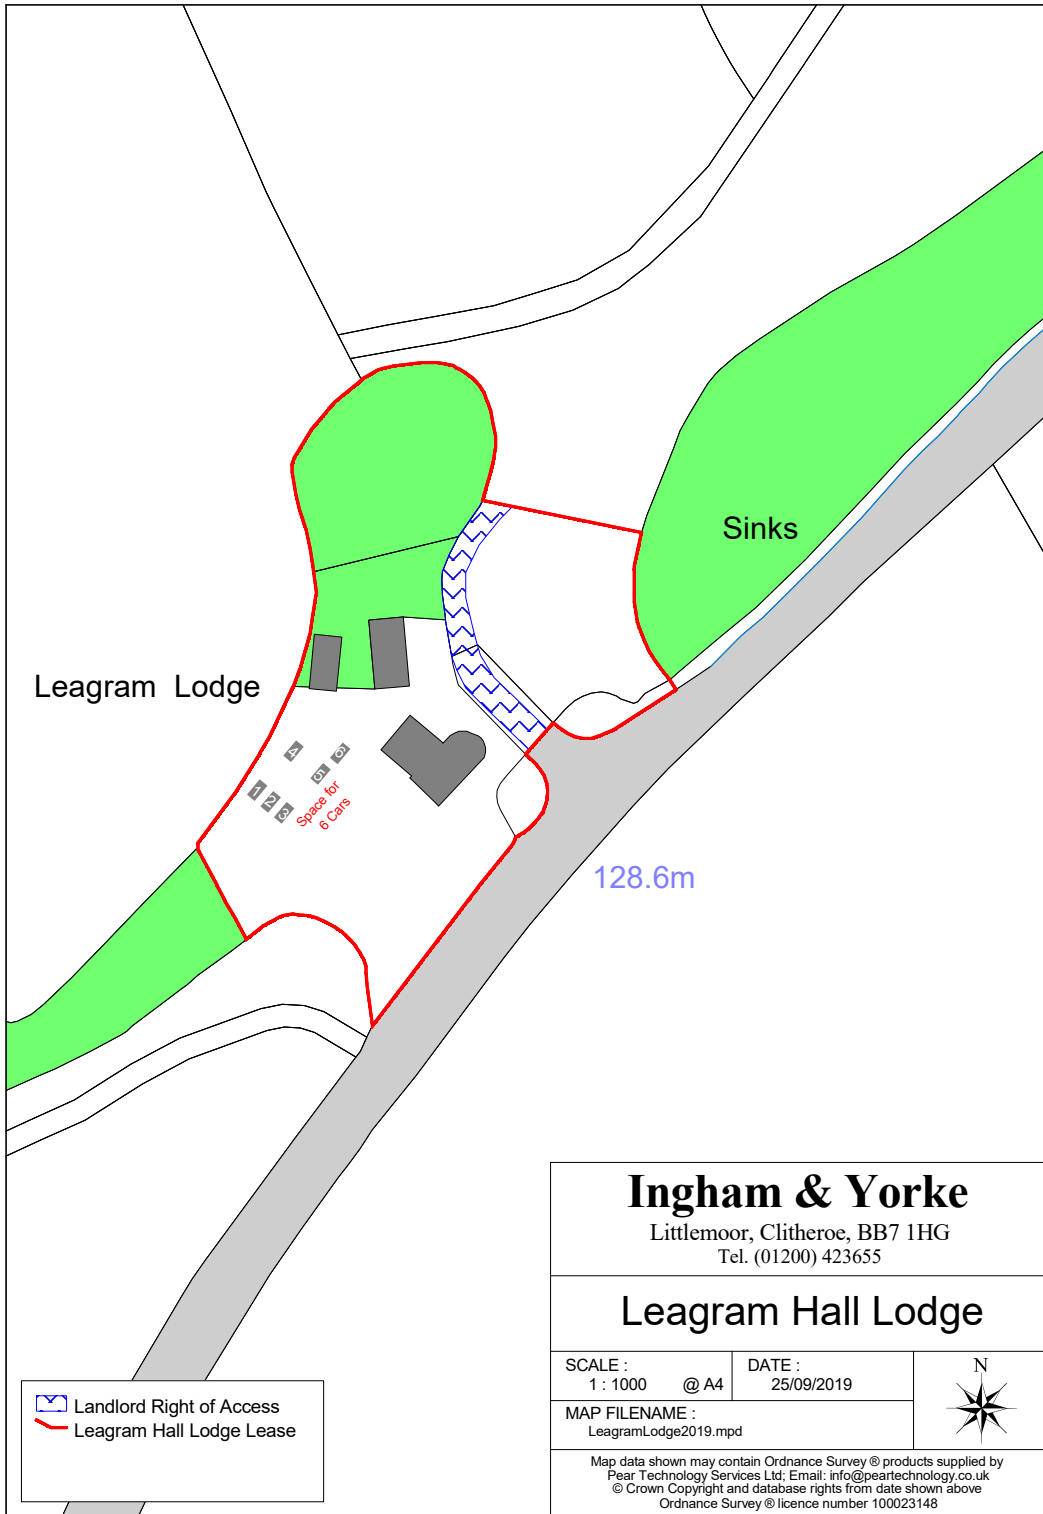 Sinks
Leagram Lodge
4
6
5
1
2
3
Space for
6 Cars
128.6m
Ingham & Yorke
Littlemoor, Clitheroe, BB7 1HG
Tel. (01200) 423655
Leagram Hall Lodge
SCALE :
1 : 1000 @ A4
DATE :
25/09/2019
N
MAP FILENAME :
LeagramLodge2019.mpd
Map data shown may contain Ordnance Survey ® products supplied by
Pear Technology Services Ltd; Email: info@peartechnology.co.uk
© Crown Copyright and database rights from date shown above
Ordnance Survey ® licence number 100023148
Landlord Right of Access
Leagram Hall Lodge Lease